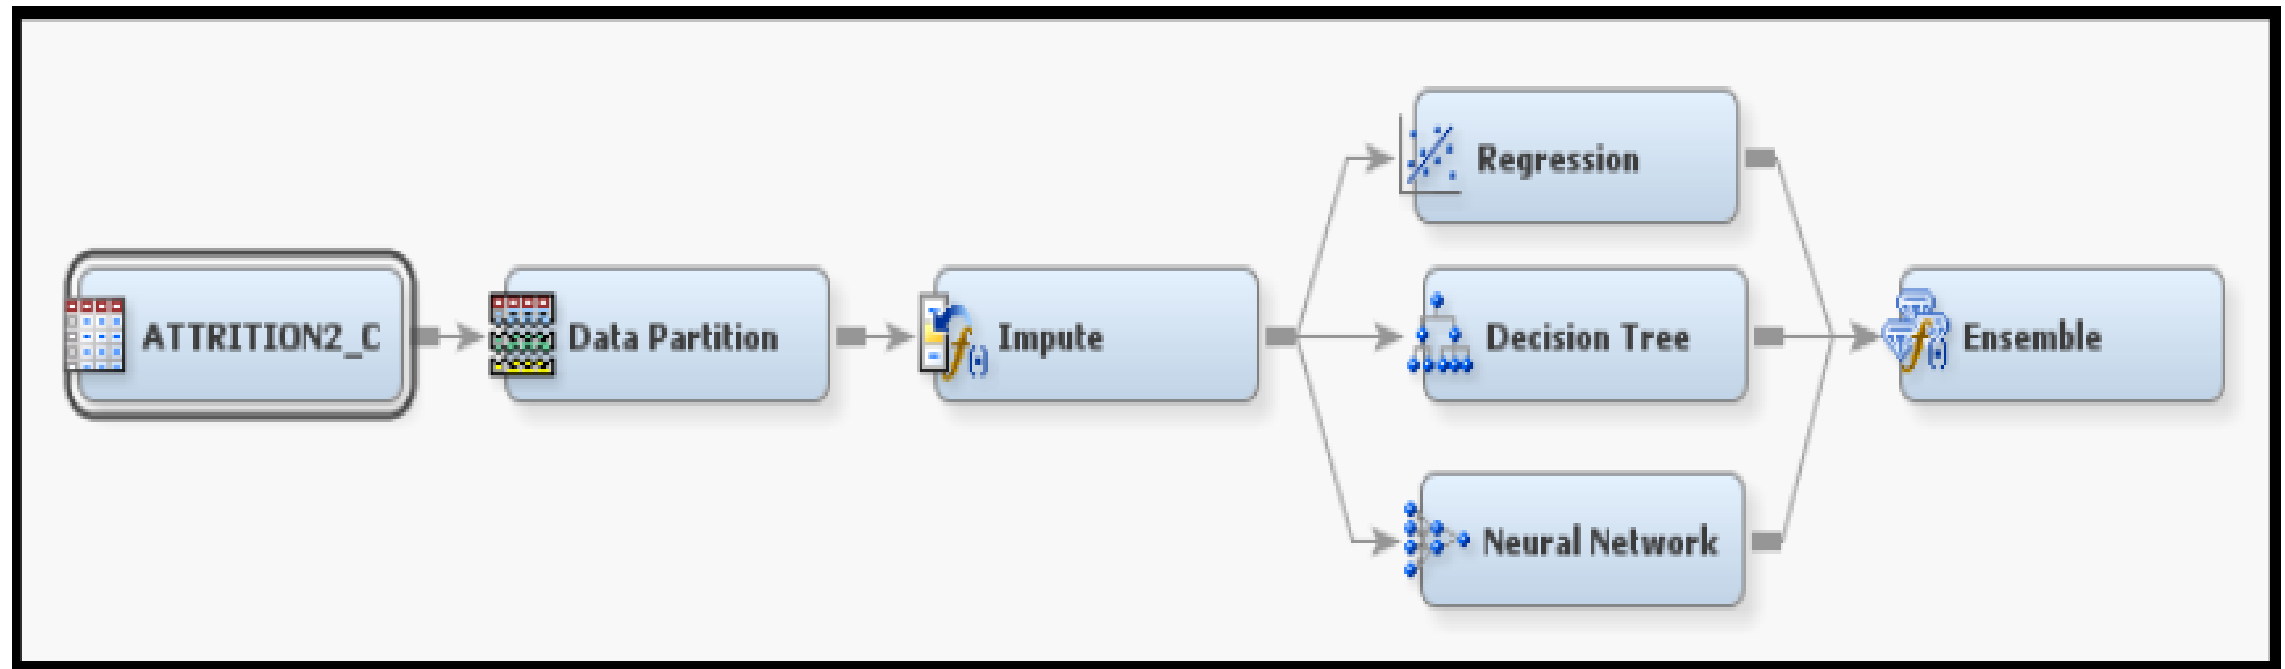 ATTRITION2_C
Data Partition
Impute
Regression
Decision Tree
Neural Network
Ensemble